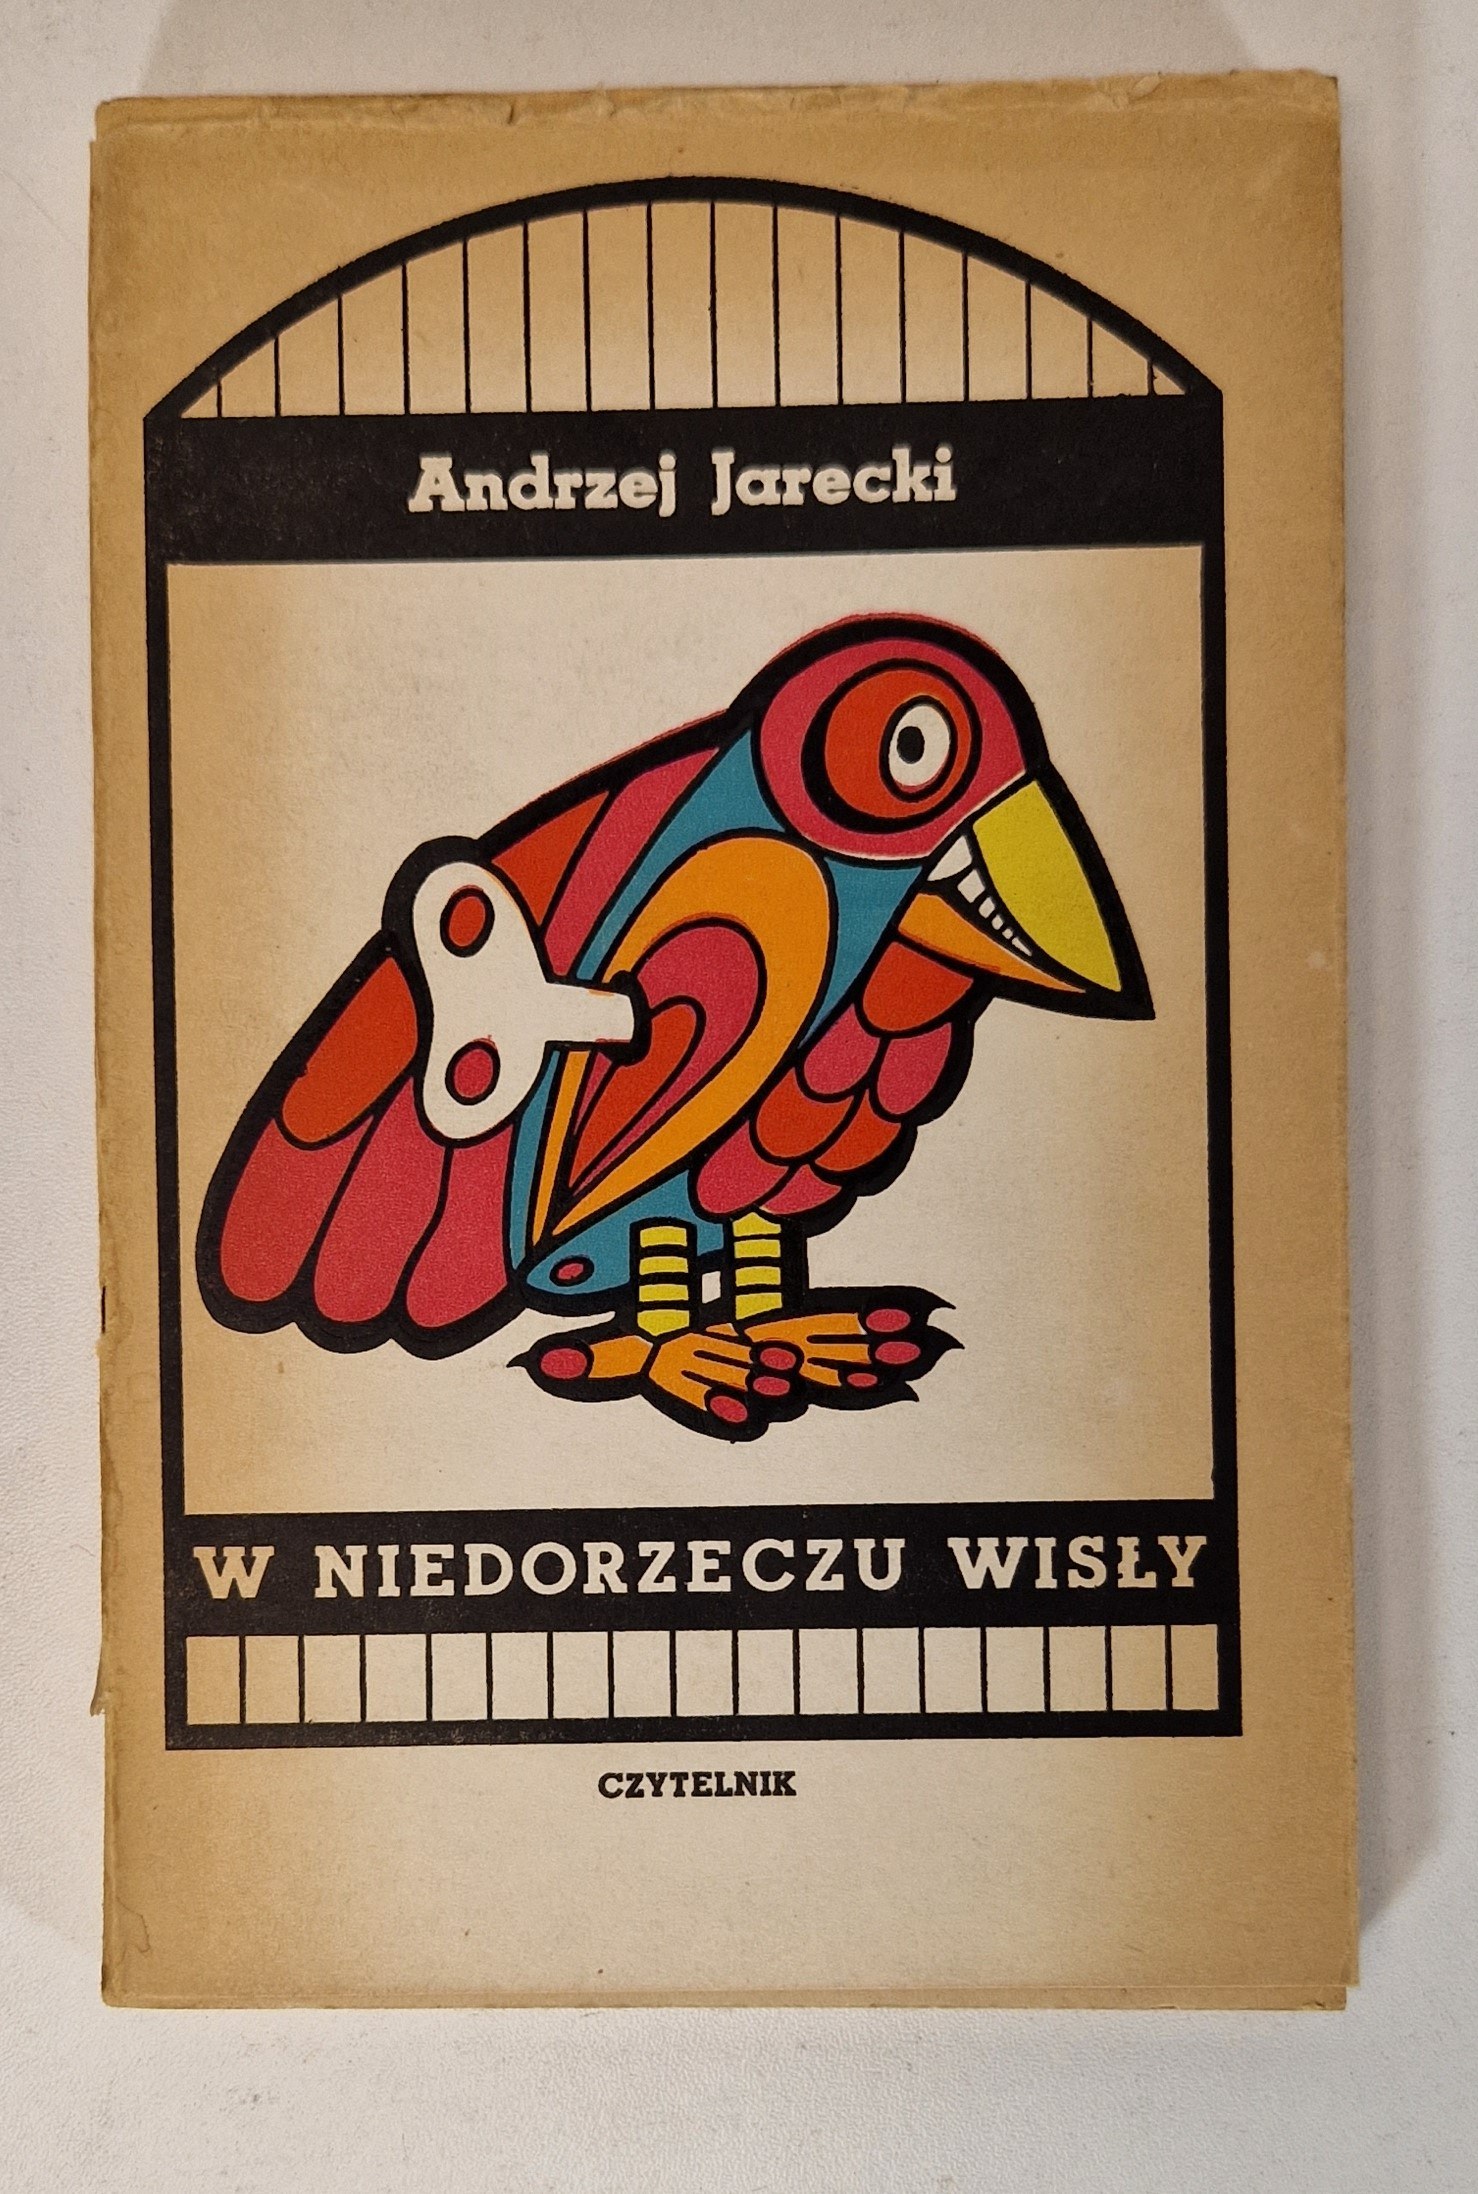 Andrzej Jarecki
W NIEDORZECZU WISŁY
CZYTELNIK